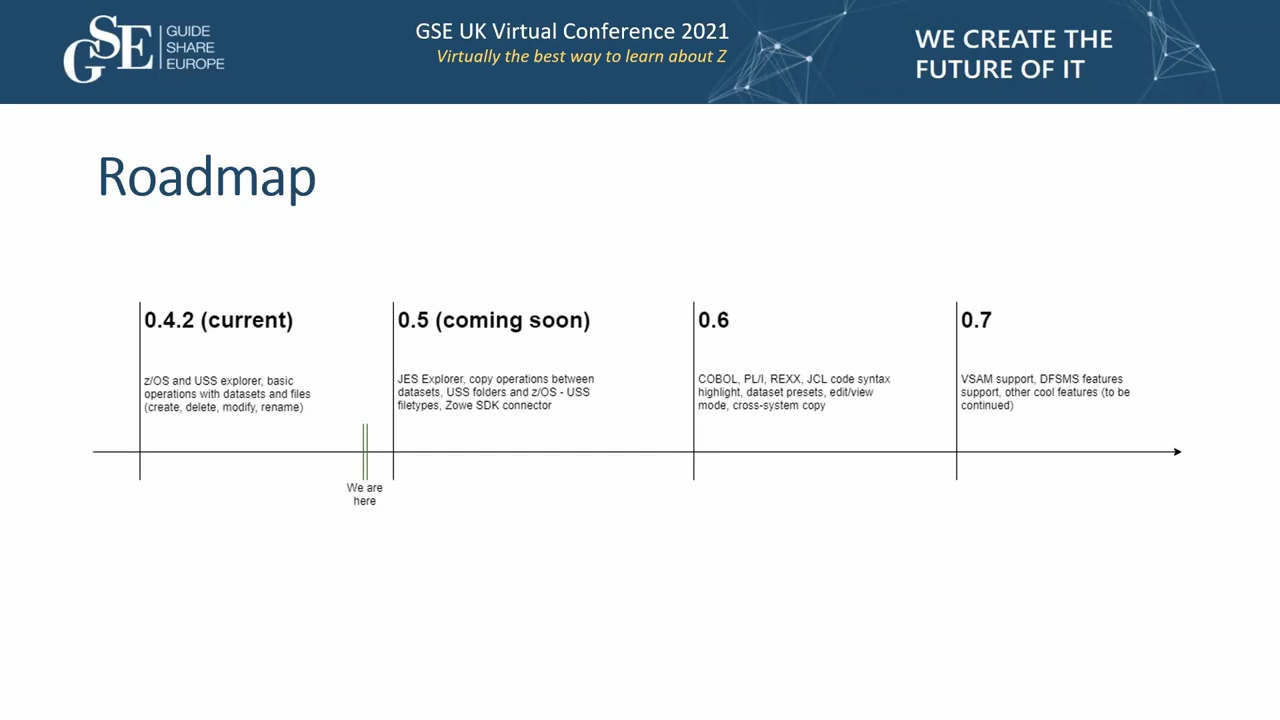 GSE
GUIDE
SHARE
EUROPE
GSE UK Virtual Conference 2021
Virtually the best way to learn about Z
WE CREATE THE
FUTURE OF IT
Roadmap
0.4.2 (current)
z/OS and USS explorer, basic
operations with datasets and files
(create, delete, modify, rename)
0.5 (coming soon)
JES Explorer, copy operations between
datasets, USS folders and z/OS - USS
filetypes, Zowe SDK connector
0.6
COBOL, PL/I, REXX, JCL code syntax
highlight, dataset presets, edit/view
mode, cross-system copy
0.7
VSAM support, DFSMS features
support, other cool features (to be
continued)
We are
here